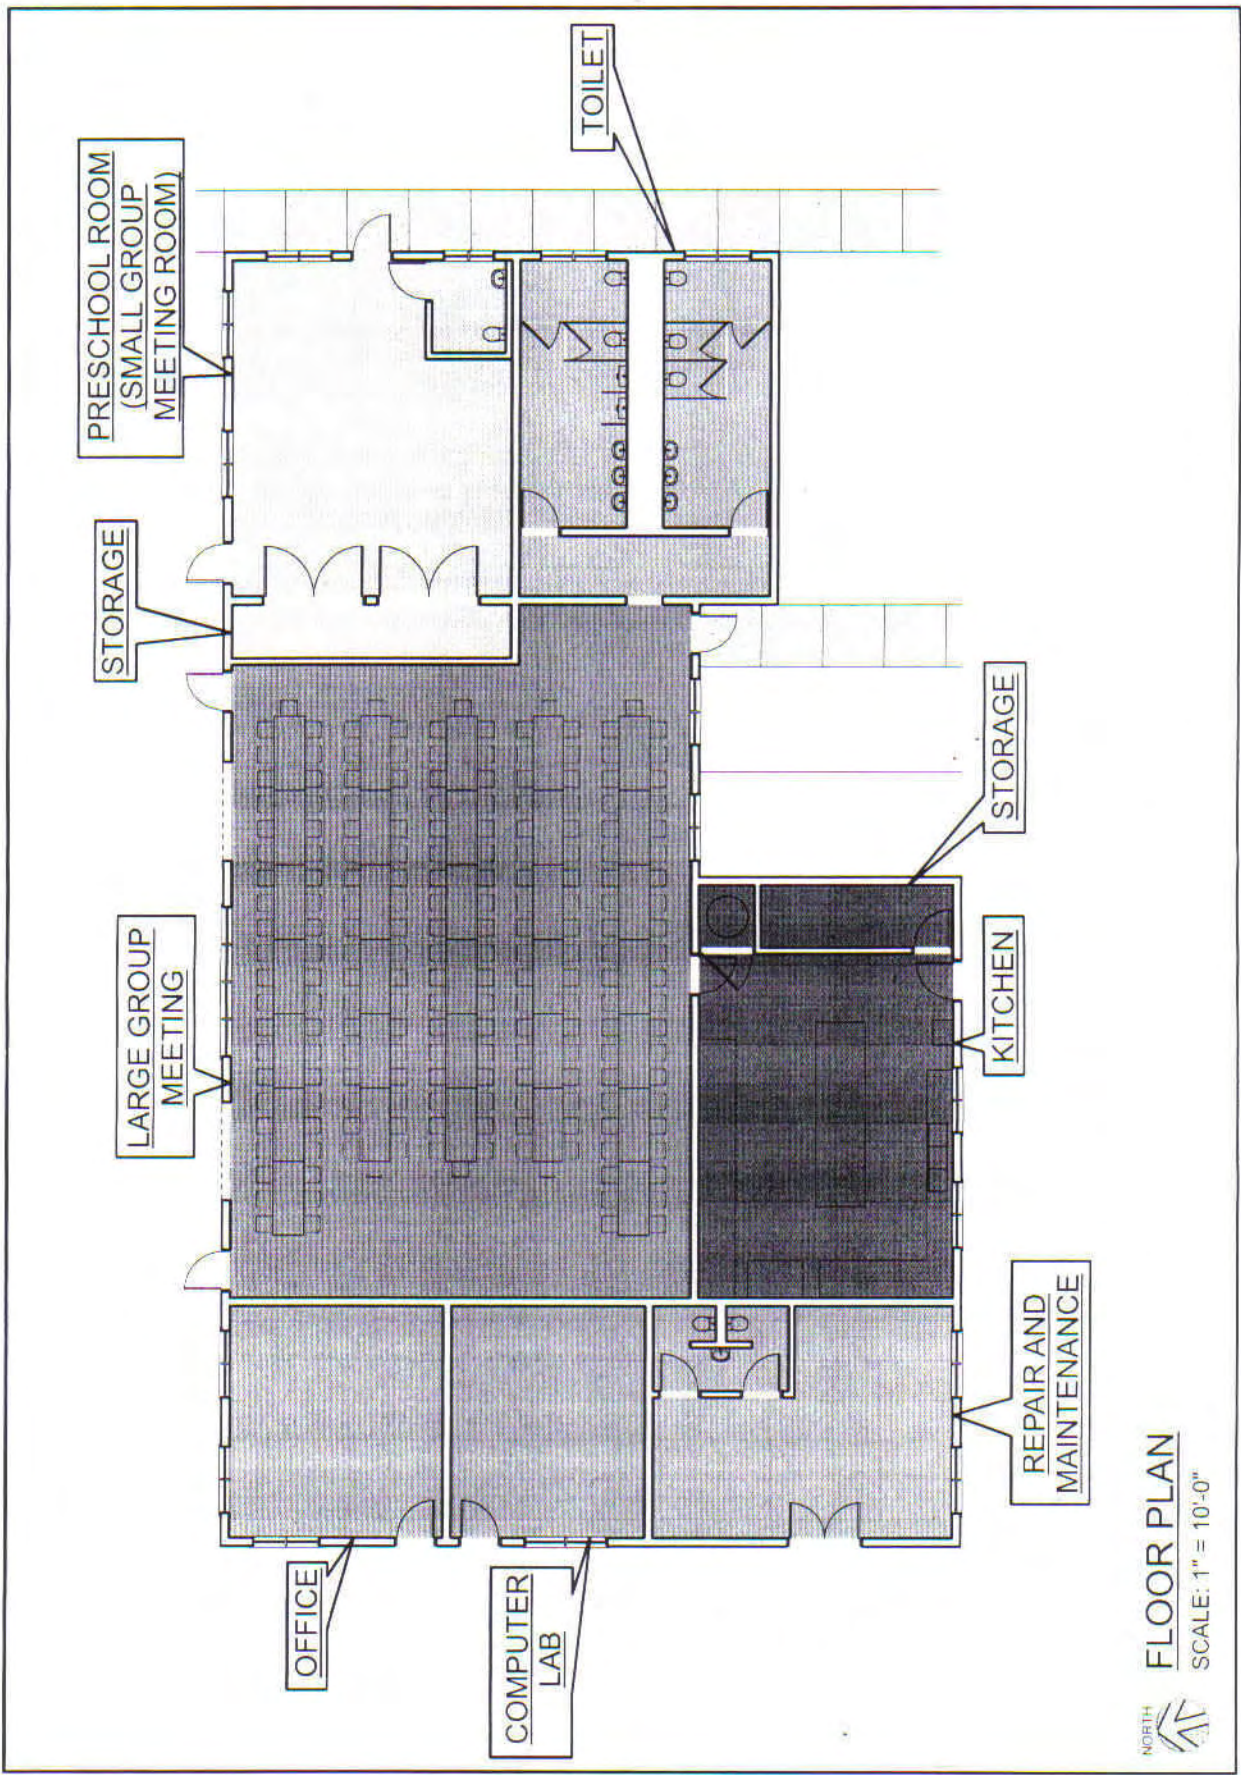 PRESCHOOL ROOM
(SMALL GROUP
MEETING ROOM)
STORAGE
LARGE GROUP
MEETING
TOILET
OFFICE
COMPUTER
LAB
REPAIR AND
MAINTENANCE
KITCHEN
STORAGE
NORTH
FLOOR PLAN
SCALE: 1" = 10'-0"